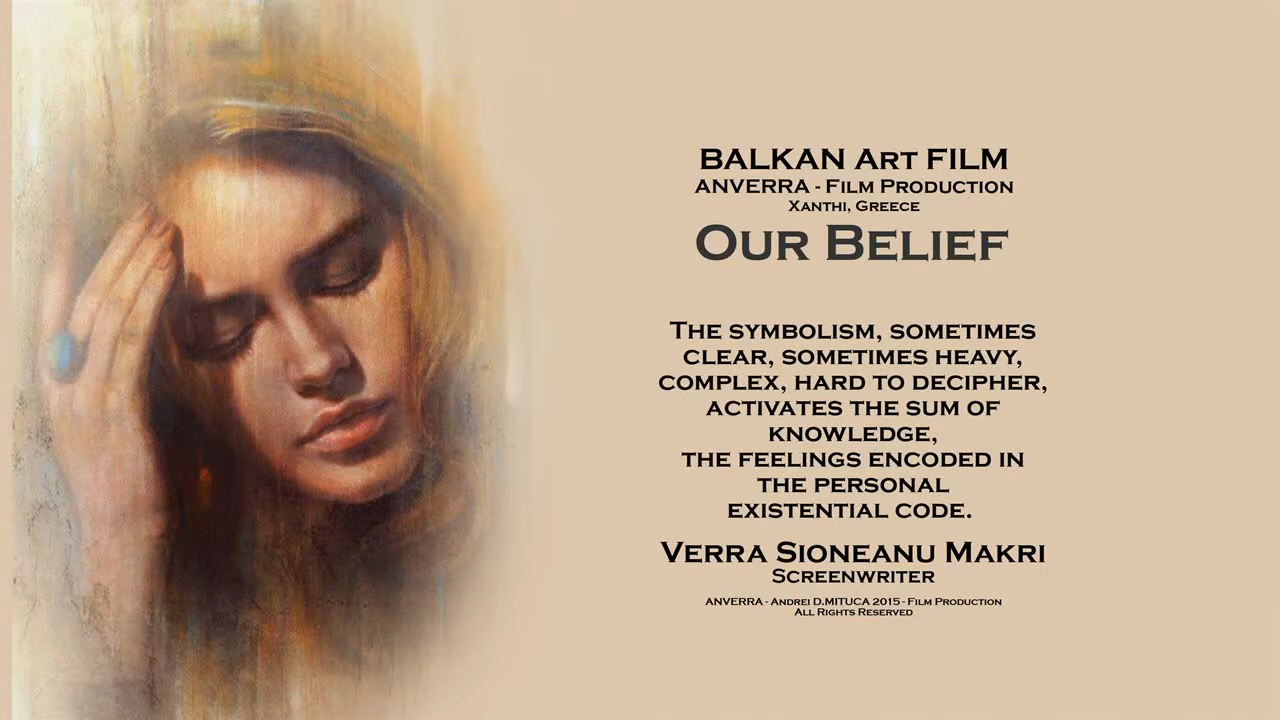 BALKAN Art FILM
ANVERRA - Film Production
Xanthi, Greece
Our Belief
The symbolism, sometimes
clear, sometimes heavy,
complex, hard to decipher,
activates the sum of
knowledge,
the feelings encoded in
the personal
existential code.
Verra Sioneanu Makri
Screenwriter
ANVERRA - Andrei D.MITUCA 2015 - Film Production
All Rights Reserved